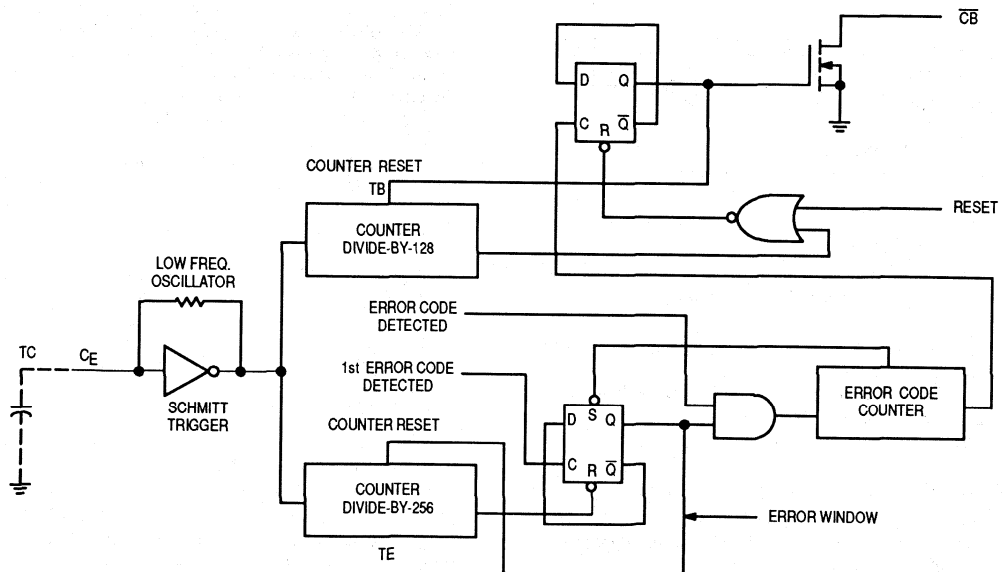 C̅B̅
D Q
C R Q̅
COUNTER RESET
TB
RESET
COUNTER
DIVIDE-BY-128
LOW FREQ.
OSCILLATOR
ERROR CODE
DETECTED
TC
CE
1st ERROR CODE
DETECTED
SCHMITT
TRIGGER
D S Q
ERROR CODE
COUNTER
COUNTER RESET
C R Q̅
COUNTER
DIVIDE-BY-256
ERROR WINDOW
TE